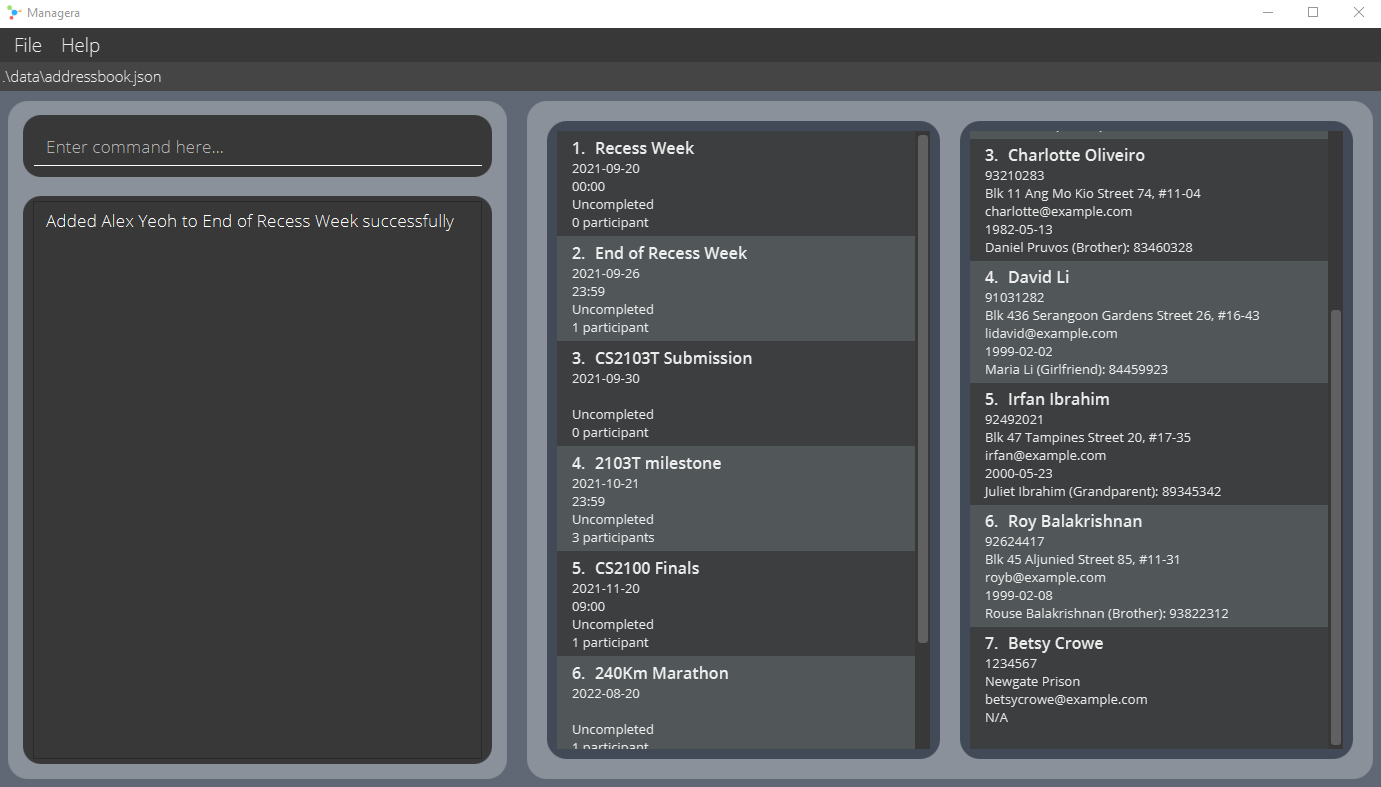 Managera
File Help
.\data\addressbook.json
Enter command here...
Added Alex Yeoh to End of Recess Week successfully
1. Recess Week
2021-09-20
00:00
Uncompleted
0 participant
2. End of Recess Week
2021-09-26
23:59
Uncompleted
1 participant
3. CS2103T Submission
2021-09-30
Uncompleted
0 participant
4. 2103T milestone
2021-10-21
23:59
Uncompleted
3 participants
5. CS2100 Finals
2021-11-20
09:00
Uncompleted
1 participant
6. 240Km Marathon
2022-08-20
Uncompleted
1 participant
3. Charlotte Oliveiro
93210283
Blk 11 Ang Mo Kio Street 74, #11-04
charlotte@example.com
1982-05-13
Daniel Pruvos (Brother): 83460328
4. David Li
91031282
Blk 436 Serangoon Gardens Street 26, #16-43
lidavid@example.com
1999-02-02
Maria Li (Girlfriend): 84459923
5. Irfan Ibrahim
92492021
Blk 47 Tampines Street 20, #17-35
irfan@example.com
2000-05-23
Juliet Ibrahim (Grandparent): 89345342
6. Roy Balakrishnan
92624417
Blk 45 Aljunied Street 85, #11-31
royb@example.com
1999-02-08
Rouse Balakrishnan (Brother): 93822312
7. Betsy Crowe
1234567
Newgate Prison
betsycrowe@example.com
N/A